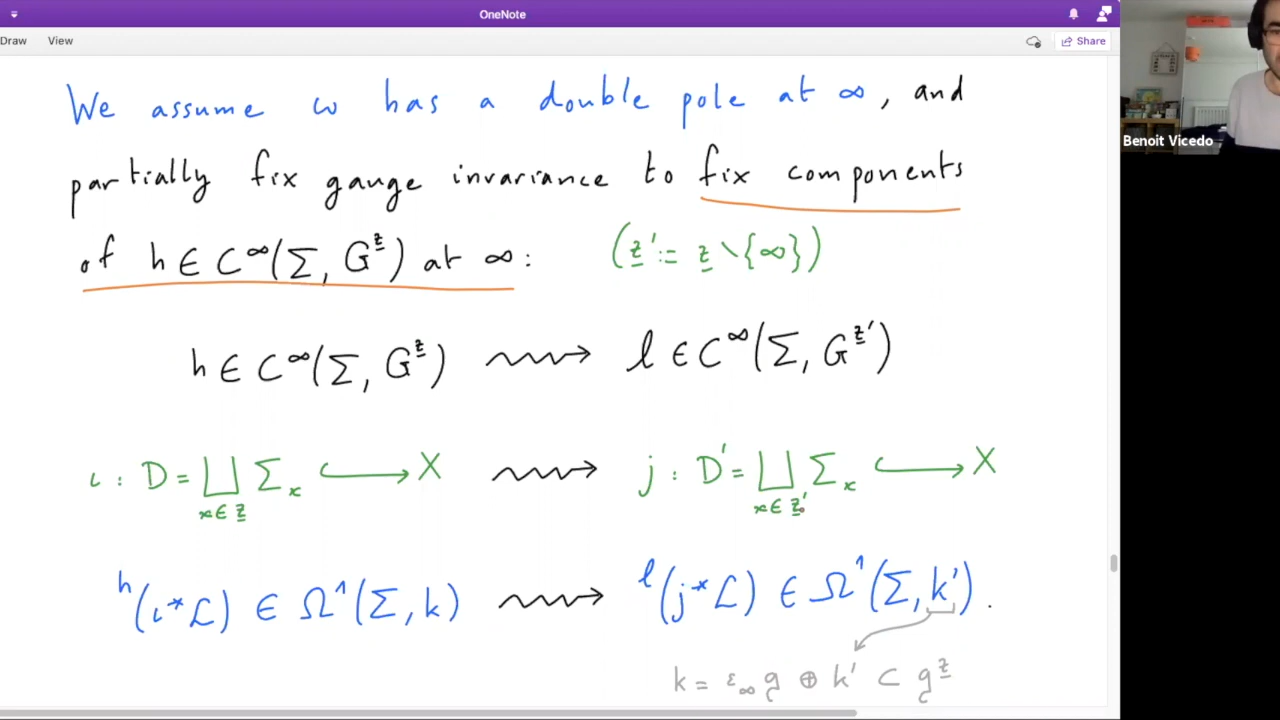 OneNote
Draw View Share
Benoit Vicedo
We assume ω has a double pole at ∞, and
partially fix gauge invariance to fix components
of h ∈ C^∞(Σ, G^z) at ∞ : (z' := z \ {∞})
h ∈ C^∞(Σ, G^z) ⇝ l ∈ C^∞(Σ, G^z')
ι : D = ⊔_{x∈z} Σ_x ↪ X ⇝ j : D' = ⊔_{x∈z'} Σ_x ↪ X
^h(ι*L) ∈ Ω^1(Σ, k) ⇝ ^l(j*L) ∈ Ω^1(Σ, k') .
k = ε_∞ g ⊕ k' ⊂ g^z